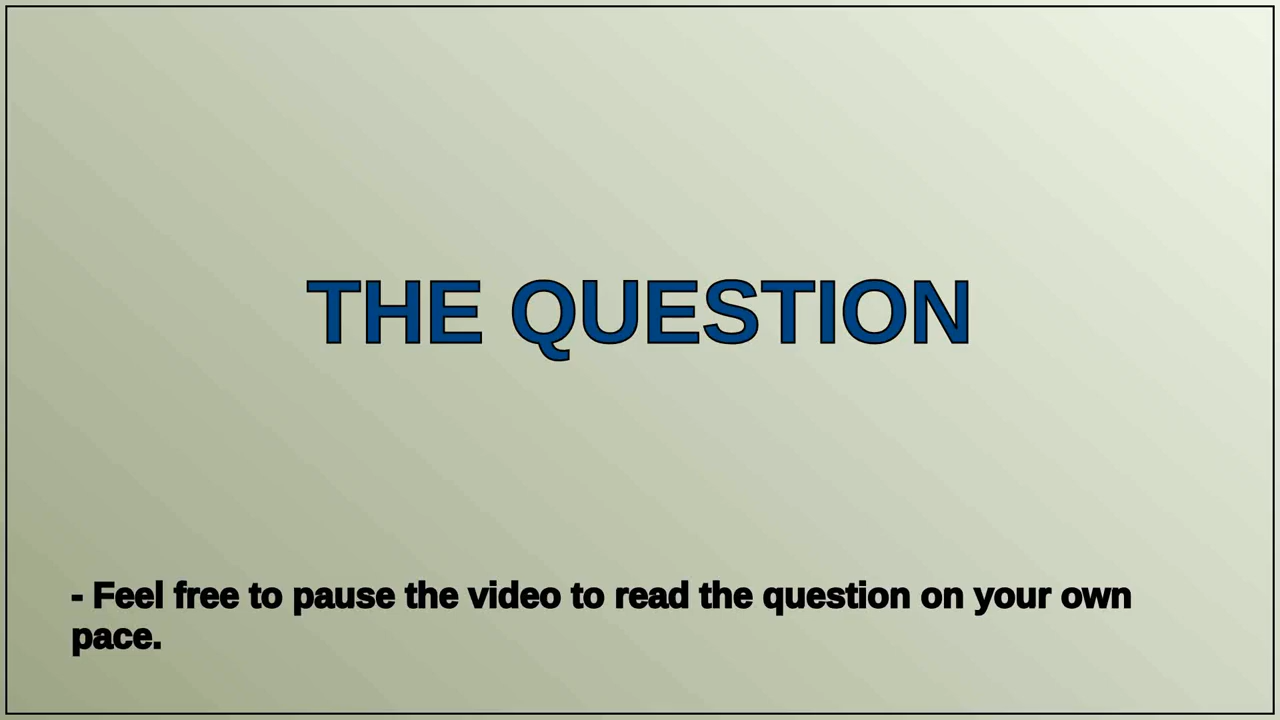 THE QUESTION
- Feel free to pause the video to read the question on your own
pace.